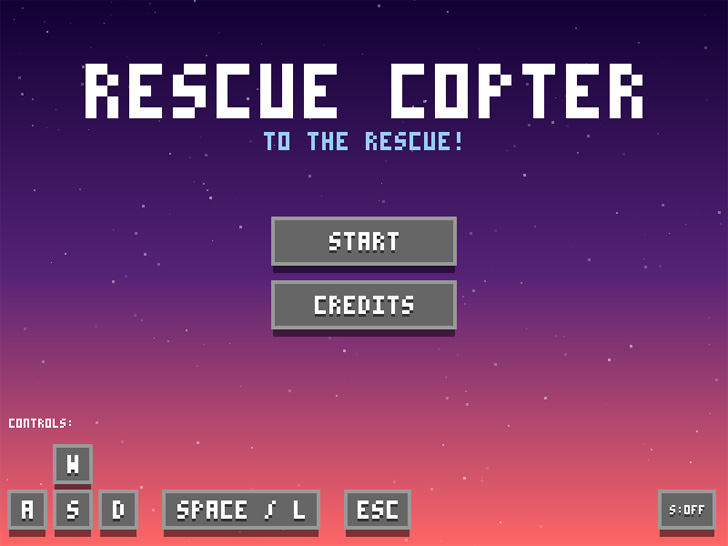 RESCUE COPTER
TO THE RESCUE!
START
CREDITS
CONTROLS:
W
A S D SPACE / L ESC S:OFF